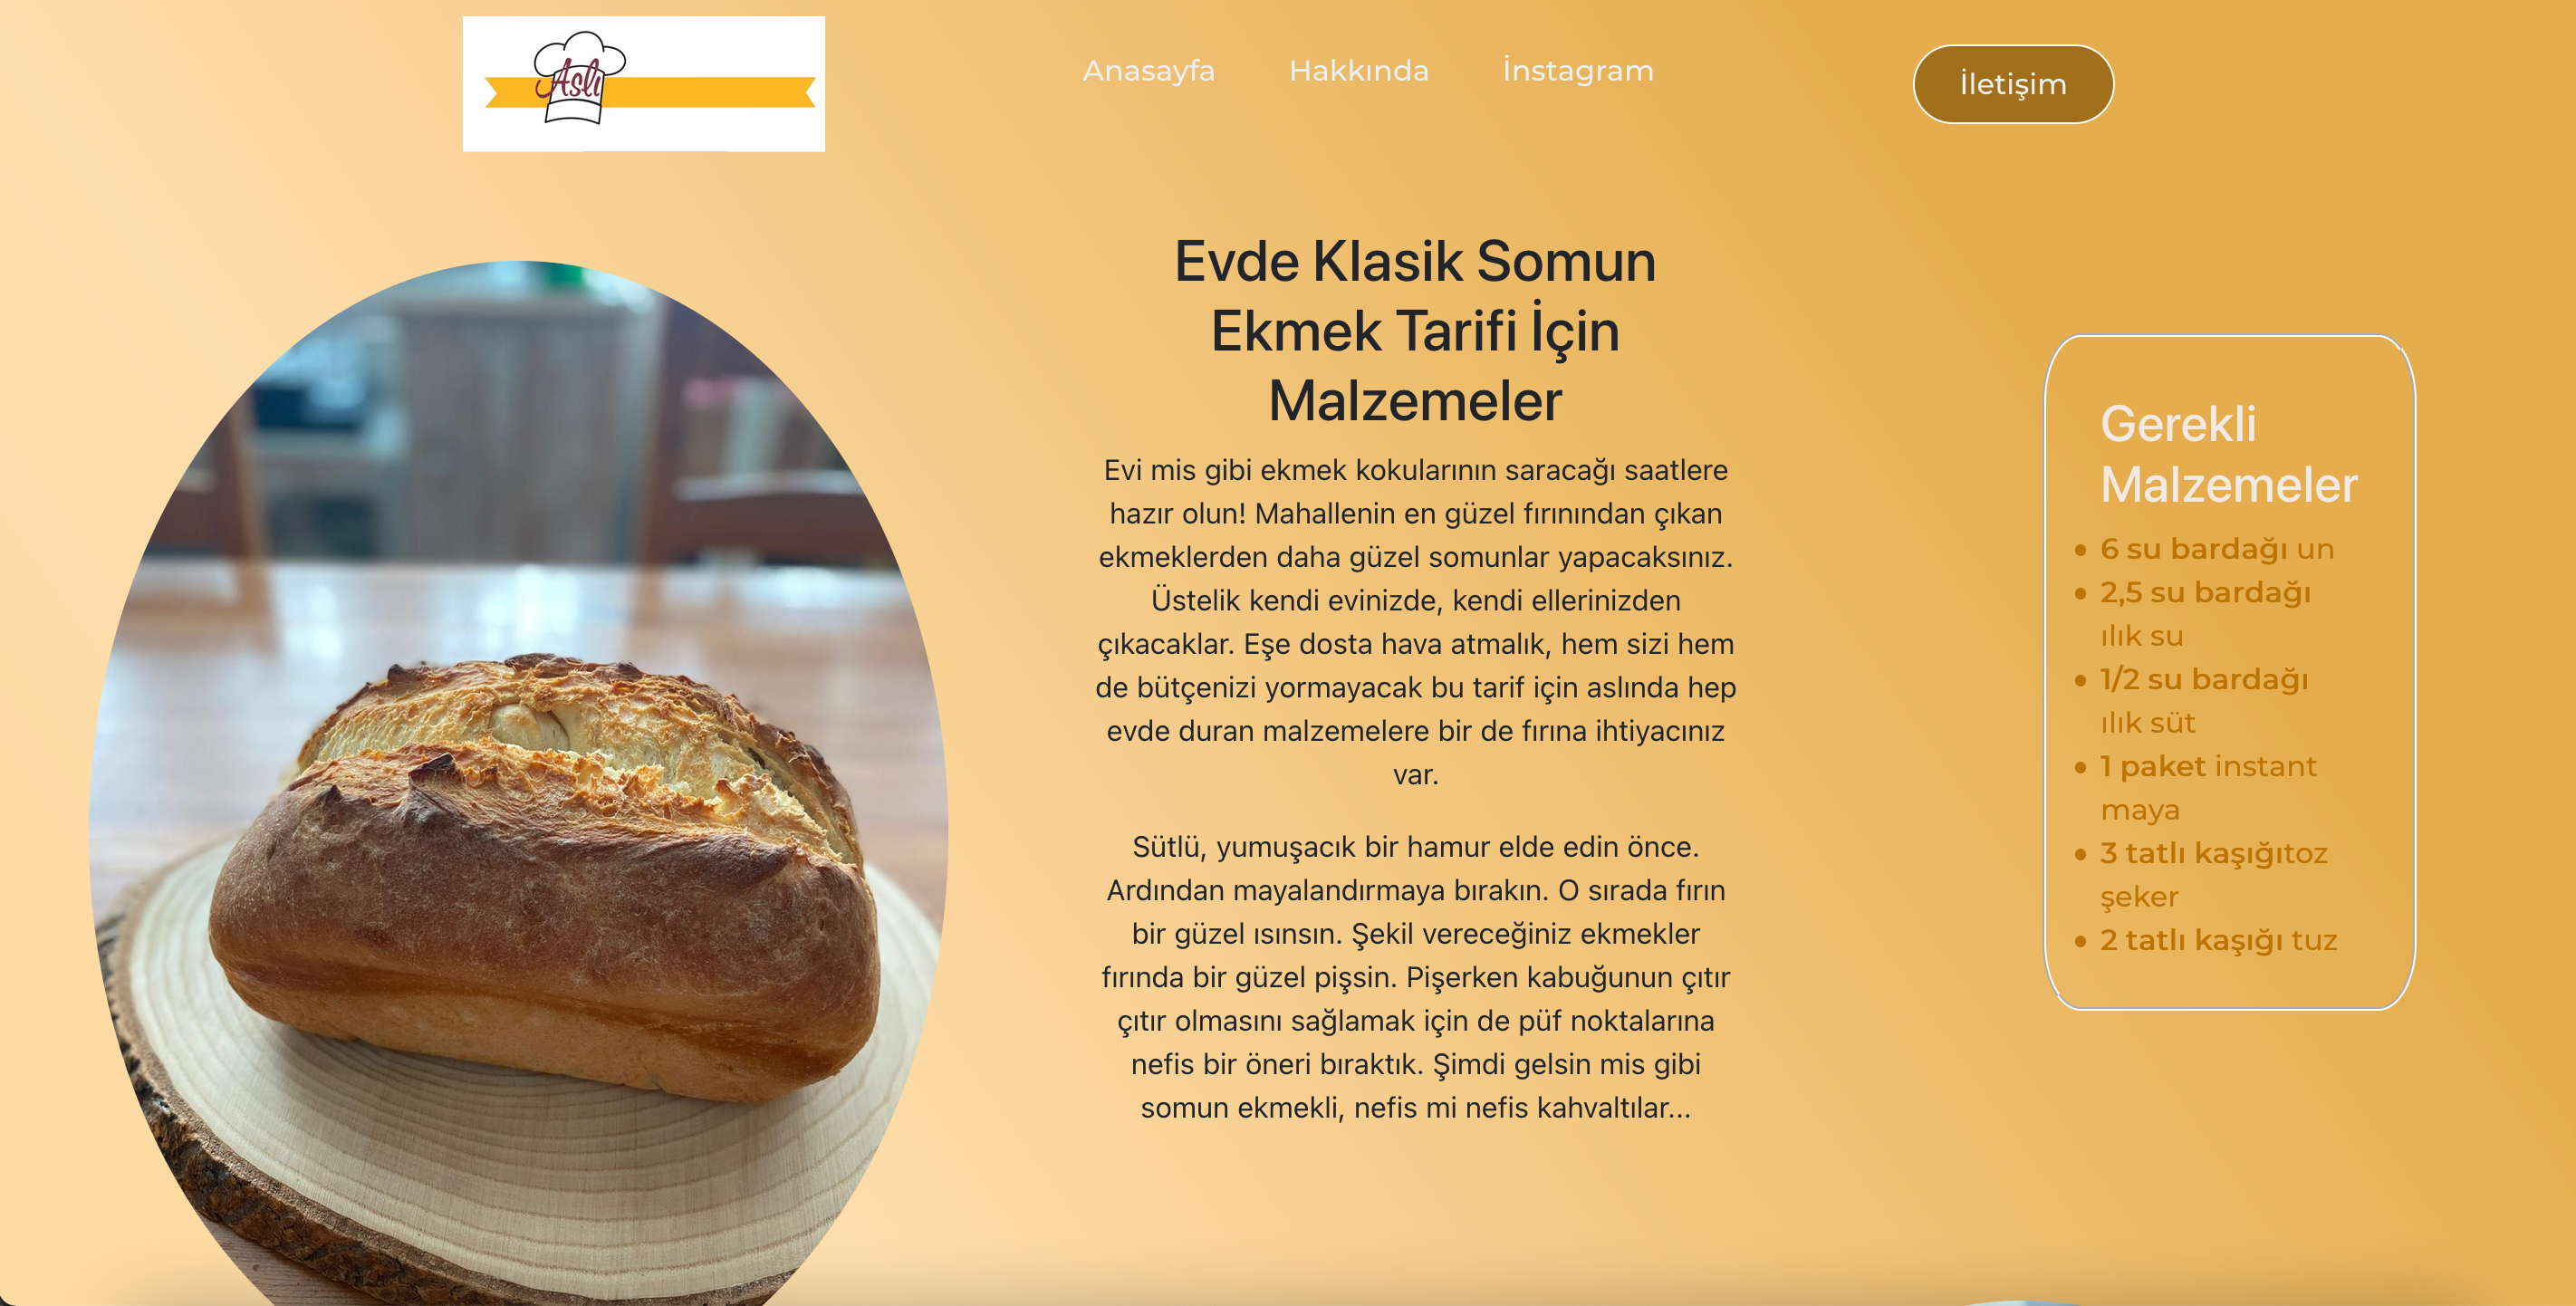 Aslı
Anasayfa
Hakkında
İnstagram
İletişim
Evde Klasik Somun
Ekmek Tarifi İçin
Malzemeler
Evi mis gibi ekmek kokularının saracağı saatlere
hazır olun! Mahallenin en güzel fırınından çıkan
ekmeklerden daha güzel somunlar yapacaksınız.
Üstelik kendi evinizde, kendi ellerinizden
çıkacaklar. Eşe dosta hava atmalık, hem sizi hem
de bütçenizi yormayacak bu tarif için aslında hep
evde duran malzemelere bir de fırına ihtiyacınız
var.
Sütlü, yumuşacık bir hamur elde edin önce.
Ardından mayalandırmaya bırakın. O sırada fırın
bir güzel ısınsın. Şekil vereceğiniz ekmekler
fırında bir güzel pişsin. Pişerken kabuğunun çıtır
çıtır olmasını sağlamak için de püf noktalarına
nefis bir öneri bıraktık. Şimdi gelsin mis gibi
somun ekmekli, nefis mi nefis kahvaltılar...
Gerekli
Malzemeler
• 6 su bardağı un
• 2,5 su bardağı
ılık su
• 1/2 su bardağı
ılık süt
• 1 paket instant
maya
• 3 tatlı kaşığıtoz
şeker
• 2 tatlı kaşığı tuz